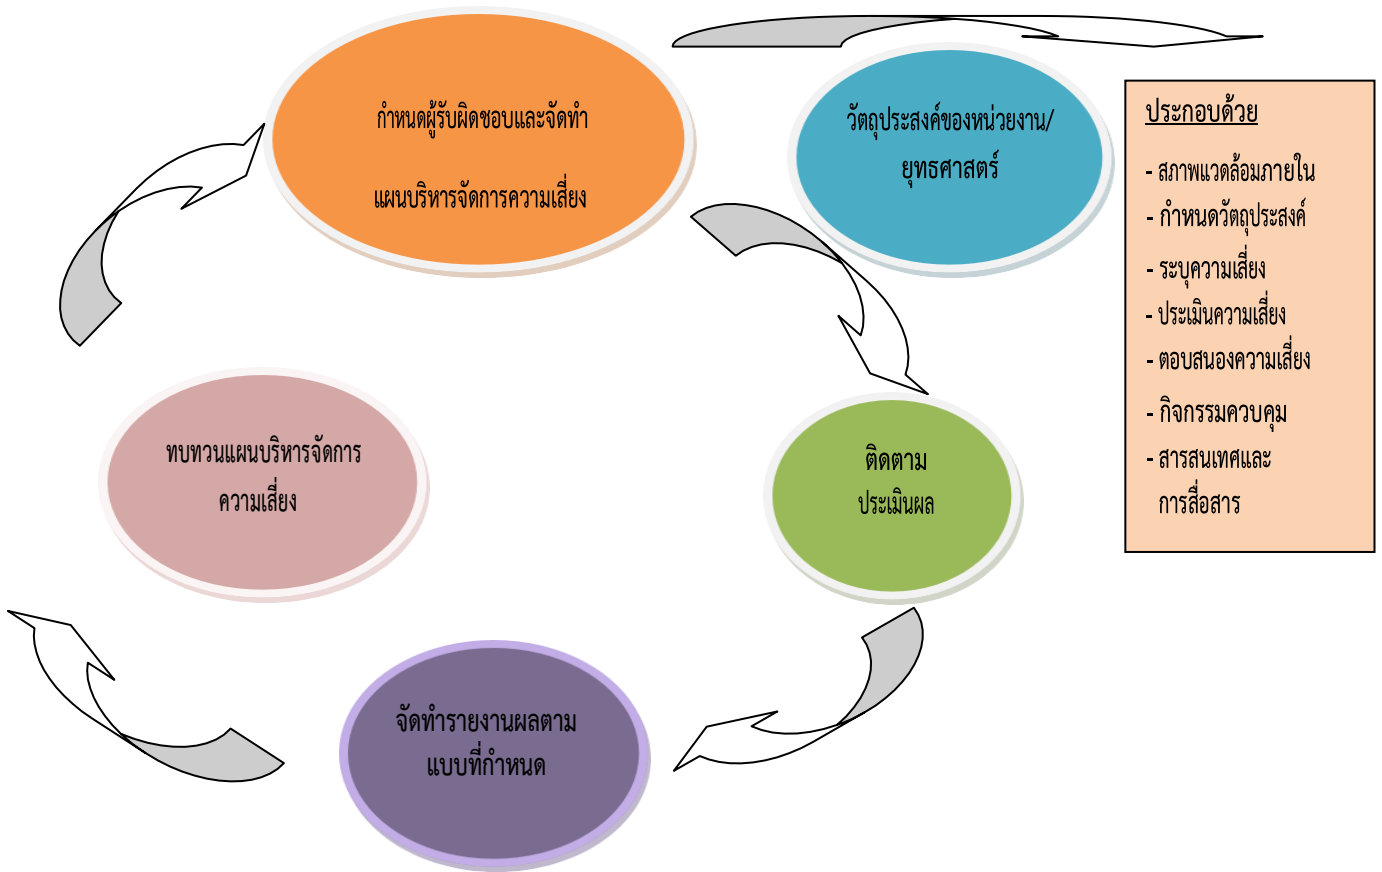 กำหนดผู้รับผิดชอบและจัดทำ
แผนบริหารจัดการความเสี่ยง
วัตถุประสงค์ของหน่วยงาน/
ยุทธศาสตร์
ประกอบด้วย
- สภาพแวดล้อมภายใน
- กำหนดวัตถุประสงค์
- ระบุความเสี่ยง
- ประเมินความเสี่ยง
- ตอบสนองความเสี่ยง
- กิจกรรมควบคุม
- สารสนเทศและ
การสื่อสาร
ติดตาม
ประเมินผล
จัดทำรายงานผลตาม
แบบที่กำหนด
ทบทวนแผนบริหารจัดการ
ความเสี่ยง